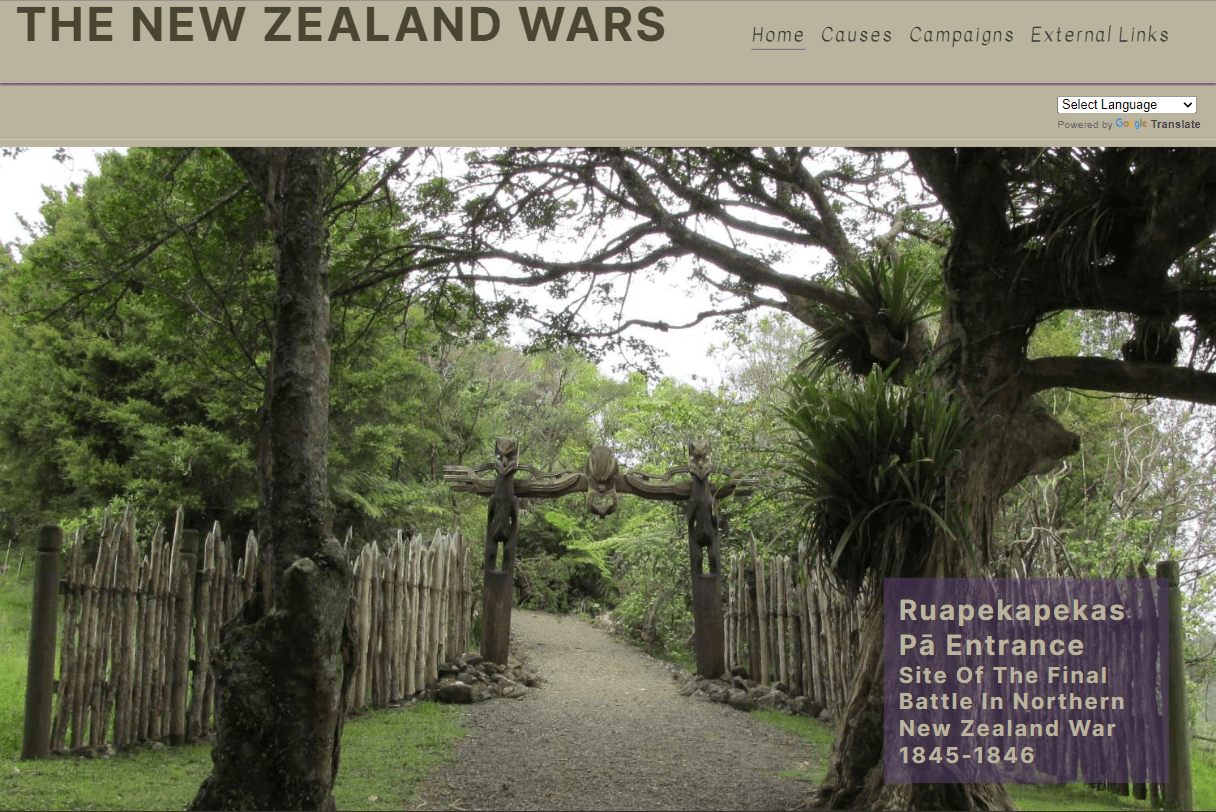 THE NEW ZEALAND WARS
Home Causes Campaigns External Links
Select Language
Powered by Google Translate
Ruapekapekas
Pā Entrance
Site Of The Final
Battle In Northern
New Zealand War
1845-1846